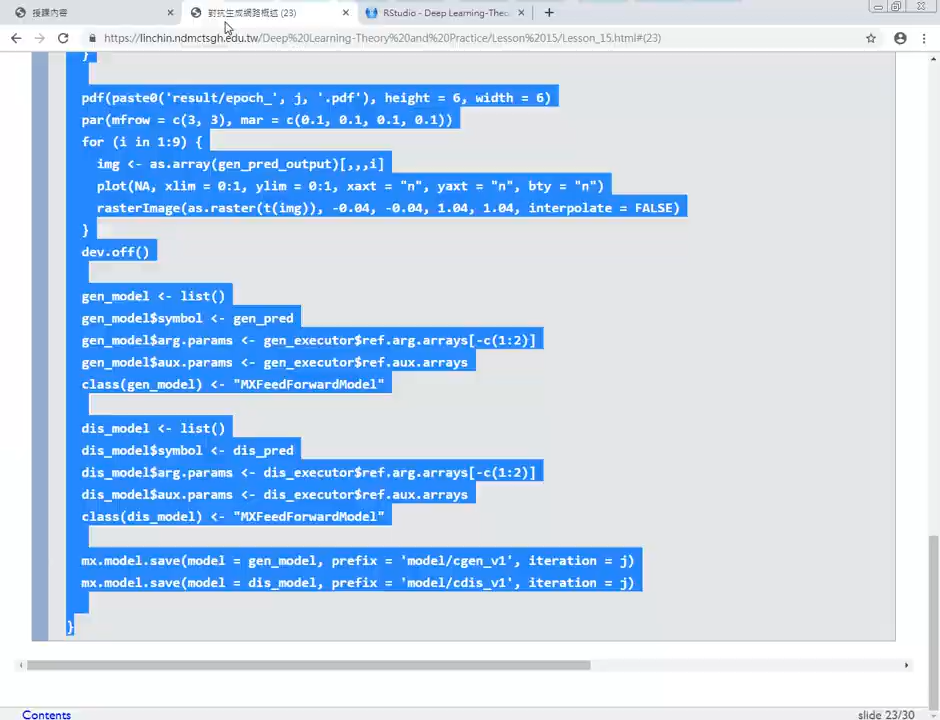 授課內容
對抗生成網路概述 (23)
RStudio - Deep Learning-Theor
https://linchin.ndmctsgh.edu.tw/Deep%20Learning-Theory%20and%20Practice/Lesson%2015/Lesson_15.html#(23)
}
pdf(paste0('result/epoch_', j, '.pdf'), height = 6, width = 6)
par(mfrow = c(3, 3), mar = c(0.1, 0.1, 0.1, 0.1))
for (i in 1:9) {
img <- as.array(gen_pred_output)[,,,i]
plot(NA, xlim = 0:1, ylim = 0:1, xaxt = "n", yaxt = "n", bty = "n")
rasterImage(as.raster(t(img)), -0.04, -0.04, 1.04, 1.04, interpolate = FALSE)
}
dev.off()
gen_model <- list()
gen_model$symbol <- gen_pred
gen_model$arg.params <- gen_executor$ref.arg.arrays[-c(1:2)]
gen_model$aux.params <- gen_executor$ref.aux.arrays
class(gen_model) <- "MXFeedForwardModel"
dis_model <- list()
dis_model$symbol <- dis_pred
dis_model$arg.params <- dis_executor$ref.arg.arrays[-c(1:2)]
dis_model$aux.params <- dis_executor$ref.aux.arrays
class(dis_model) <- "MXFeedForwardModel"
mx.model.save(model = gen_model, prefix = 'model/cgen_v1', iteration = j)
mx.model.save(model = dis_model, prefix = 'model/cdis_v1', iteration = j)
}
Contents
slide 23/30